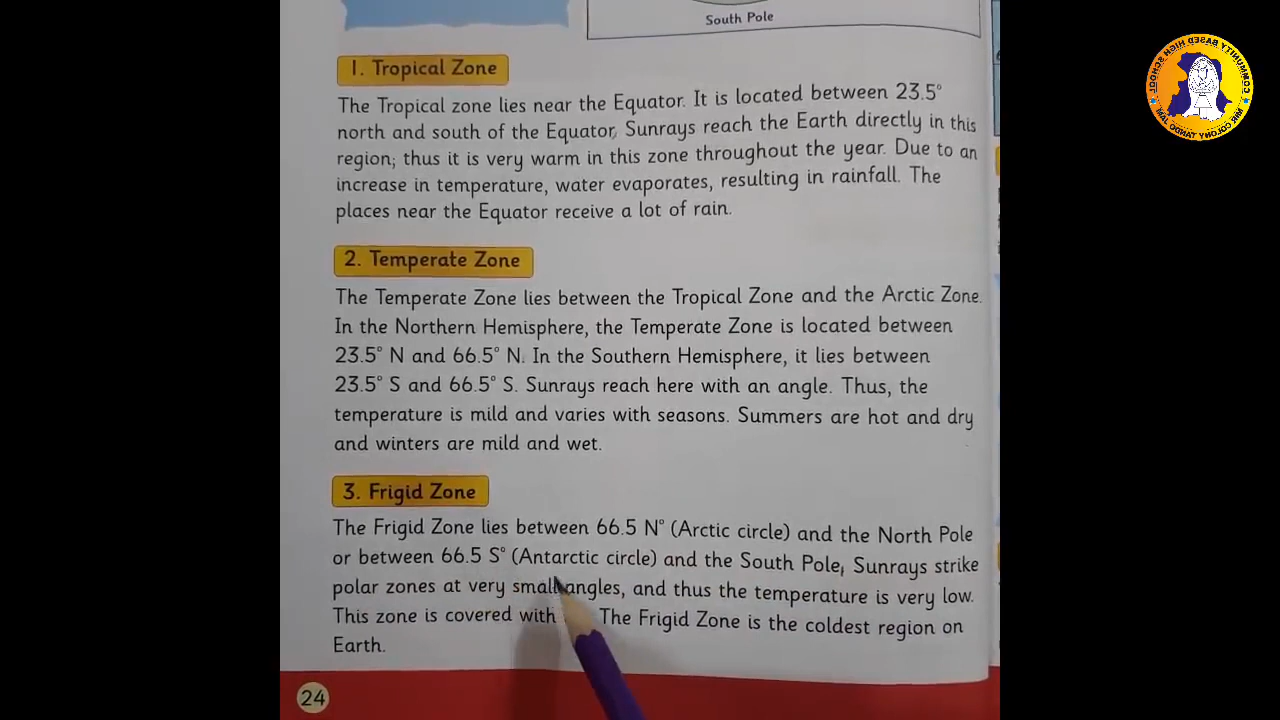 South Pole
1. Tropical Zone
The Tropical zone lies near the Equator. It is located between 23.5°
north and south of the Equator, Sunrays reach the Earth directly in this
region; thus it is very warm in this zone throughout the year. Due to an
increase in temperature, water evaporates, resulting in rainfall. The
places near the Equator receive a lot of rain.
2. Temperate Zone
The Temperate Zone lies between the Tropical Zone and the Arctic Zone.
In the Northern Hemisphere, the Temperate Zone is located between
23.5° N and 66.5° N. In the Southern Hemisphere, it lies between
23.5° S and 66.5° S. Sunrays reach here with an angle. Thus, the
temperature is mild and varies with seasons. Summers are hot and dry
and winters are mild and wet.
3. Frigid Zone
The Frigid Zone lies between 66.5 N° (Arctic circle) and the North Pole
or between 66.5 S° (Antarctic circle) and the South Pole, Sunrays strike
polar zones at very small angles, and thus the temperature is very low.
This zone is covered with The Frigid Zone is the coldest region on
Earth.
24
COMMUNITY BASED HIGH SCHOOL
MIR COLONY TANDO JAM